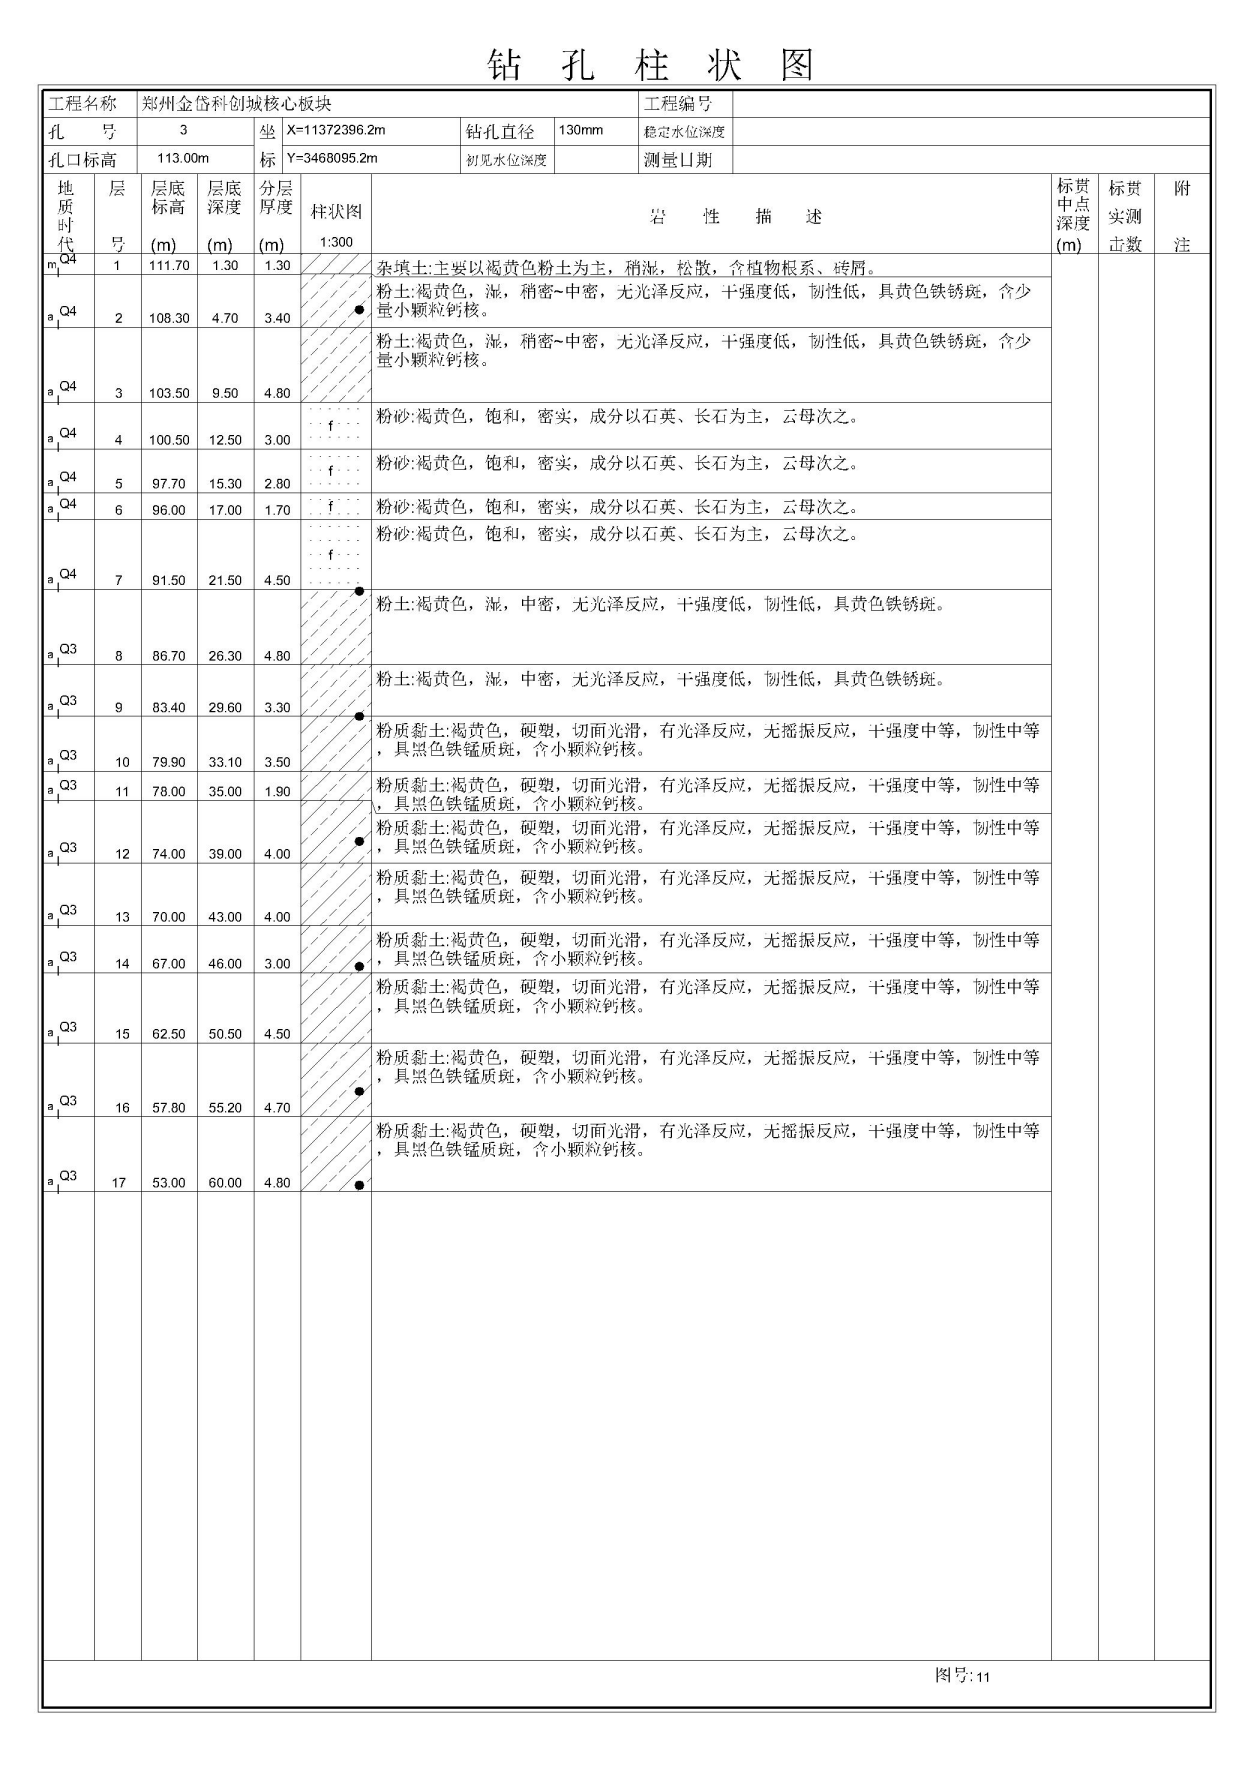 钻 孔 柱 状 图
工程名称 郑州金岱科创城核心板块 工程编号
孔 号 3 坐 X=11372396.2m 钻孔直径 130mm 稳定水位深度
孔口标高 113.00m 标 Y=3468095.2m 初见水位深度 测量日期
地质时代 层号 层底标高(m) 层底深度(m) 分层厚度(m) 柱状图 1:300 岩 性 描 述 标贯中点深度(m) 标贯实测击数 附注
mlQ4 1 111.70 1.30 1.30 杂填土:主要以褐黄色粉土为主，稍湿，松散，含植物根系、砖屑。
alQ4 2 108.30 4.70 3.40 粉土:褐黄色，湿，稍密~中密，无光泽反应，干强度低，韧性低，具黄色铁锈斑，含少
量小颗粒钙核。
alQ4 3 103.50 9.50 4.80 粉土:褐黄色，湿，稍密~中密，无光泽反应，干强度低，韧性低，具黄色铁锈斑，含少
量小颗粒钙核。
alQ4 4 100.50 12.50 3.00 f 粉砂:褐黄色，饱和，密实，成分以石英、长石为主，云母次之。
alQ4 5 97.70 15.30 2.80 f 粉砂:褐黄色，饱和，密实，成分以石英、长石为主，云母次之。
alQ4 6 96.00 17.00 1.70 f 粉砂:褐黄色，饱和，密实，成分以石英、长石为主，云母次之。
alQ4 7 91.50 21.50 4.50 f 粉砂:褐黄色，饱和，密实，成分以石英、长石为主，云母次之。
alQ3 8 86.70 26.30 4.80 粉土:褐黄色，湿，中密，无光泽反应，干强度低，韧性低，具黄色铁锈斑。
alQ3 9 83.40 29.60 3.30 粉土:褐黄色，湿，中密，无光泽反应，干强度低，韧性低，具黄色铁锈斑。
alQ3 10 79.90 33.10 3.50 粉质黏土:褐黄色，硬塑，切面光滑，有光泽反应，无摇振反应，干强度中等，韧性中等
，具黑色铁锰质斑，含小颗粒钙核。
alQ3 11 78.00 35.00 1.90 粉质黏土:褐黄色，硬塑，切面光滑，有光泽反应，无摇振反应，干强度中等，韧性中等
，具黑色铁锰质斑，含小颗粒钙核。
alQ3 12 74.00 39.00 4.00 粉质黏土:褐黄色，硬塑，切面光滑，有光泽反应，无摇振反应，干强度中等，韧性中等
，具黑色铁锰质斑，含小颗粒钙核。
alQ3 13 70.00 43.00 4.00 粉质黏土:褐黄色，硬塑，切面光滑，有光泽反应，无摇振反应，干强度中等，韧性中等
，具黑色铁锰质斑，含小颗粒钙核。
alQ3 14 67.00 46.00 3.00 粉质黏土:褐黄色，硬塑，切面光滑，有光泽反应，无摇振反应，干强度中等，韧性中等
，具黑色铁锰质斑，含小颗粒钙核。
alQ3 15 62.50 50.50 4.50 粉质黏土:褐黄色，硬塑，切面光滑，有光泽反应，无摇振反应，干强度中等，韧性中等
，具黑色铁锰质斑，含小颗粒钙核。
alQ3 16 57.80 55.20 4.70 粉质黏土:褐黄色，硬塑，切面光滑，有光泽反应，无摇振反应，干强度中等，韧性中等
，具黑色铁锰质斑，含小颗粒钙核。
alQ3 17 53.00 60.00 4.80 粉质黏土:褐黄色，硬塑，切面光滑，有光泽反应，无摇振反应，干强度中等，韧性中等
，具黑色铁锰质斑，含小颗粒钙核。
图号:11